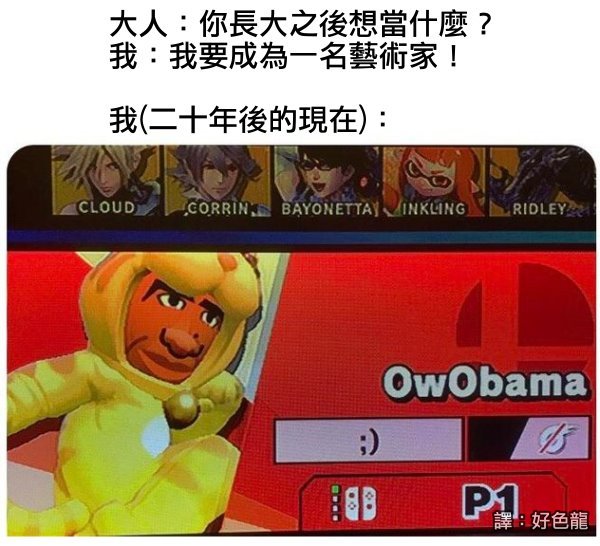 大人：你長大之後想當什麼？
我：我要成為一名藝術家！
我(二十年後的現在)：
CLOUD CORRIN BAYONETTA INKLING RIDLEY
OwObama
;)
P1
譯：好色龍